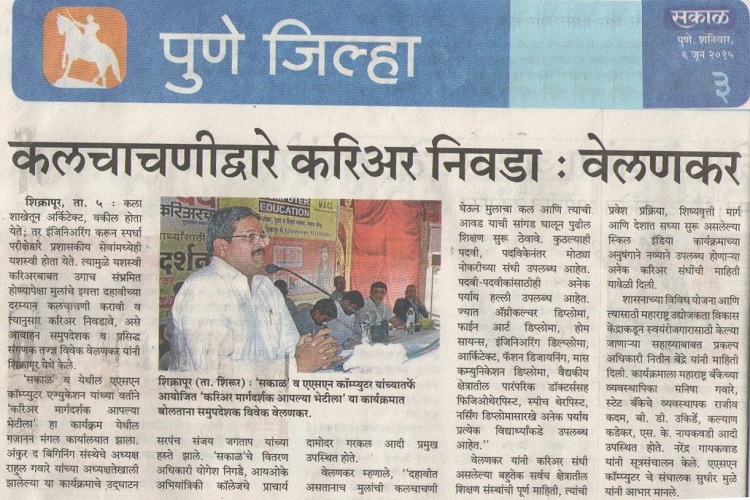 पुणे जिल्हा
सकाळ
पुणे, शनिवार,
६ जून २०१५
३
कलचाचणीद्वारे करिअर निवडा : वेलणकर
शिक्रापूर, ता. ५ : कला
शाखेतून अर्किटेक्ट, वकील होता
येते; तर इंजिनिअरिंग करून स्पर्धा
परीक्षेद्वारे प्रशासकीय सेवांमध्येही
यशस्वी होता येते. त्यामुळे यशस्वी
करिअरबाबत उगाच संभ्रमित
होण्यापेक्षा मुलांचे इयत्ता दहावीच्या
दरम्यान कलचाचणी करावी व
त्यानुसार करिअर निवडावे, असे
आवाहन समुपदेशक व प्रसिद्ध
संगणक तज्ज्ञ विवेक वेलणकर यांनी
शिक्रापूर येथे केले.
'सकाळ' व येथील एएसएन
कॉम्प्युटर एज्युकेशन यांच्या वतीने
'करिअर मार्गदर्शक आपल्या
भेटीला' हा कार्यक्रम येथील
गजानन मंगल कार्यालयात झाला.
अंकुर द बिगिनिंग संस्थेचे अध्यक्ष
राहुल गवारे यांच्या अध्यक्षतेखाली
झालेल्या या कार्यक्रमाचे उद्घाटन
करिअरच
COMPUTER
EDUCATION
शिक्रापूर (ता. शिरूर) : 'सकाळ' व एएसएन कॉम्प्युटर यांच्यातर्फे
आयोजित 'करिअर मार्गदर्शक आपल्या भेटीला' या कार्यक्रमात
बोलताना समुपदेशक विवेक वेलणकर.
सरपंच संजय जगताप यांच्या
हस्ते झाले. 'सकाळ'चे वितरण
अधिकारी योगेश निगडे, आयओके
अभियांत्रिकी कॉलेजचे प्राचार्य
दामोदर गरकल आदी प्रमुख
उपस्थित होते.
वेलणकर म्हणाले, ''दहावीत
असतानाच मुलांची कलचाचणी
घेऊन मुलाचा कल आणि त्याची
आवड याची सांगड घालून पुढील
शिक्षण सुरू ठेवावे. कुठल्याही
पदवी, पदविकेनंतर मोठ्या
नोकरीच्या संधी उपलब्ध आहेत.
पदवी-पदवीकांसाठीही अनेक
पर्याय हल्ली उपलब्ध आहेत.
ज्यात अ‍ॅग्रीकल्चर डिप्लोमा,
फाईन आर्ट डिप्लोमा, होम
सायन्स, इंजिनीअरिंग डिप्लोमा,
आर्किटेक्चर, फॅशन डिजायनिंग, मास
कम्युनिकेशन डिप्लोमा, वैद्यकीय
क्षेत्रातील पारंपरिक डॉक्टर्ससह
फिजिओथेरपिस्ट, स्पीच थेरपिस्ट,
नर्सिंग डिप्लोमासारखे अनेक पर्याय
प्रत्येक विद्यार्थ्यांकडे उपलब्ध
आहेत.''
वेलणकर यांनी करिअर संधी
असलेल्या बहुतेक सर्वच क्षेत्रातील
शिक्षण संस्थांची पूर्ण माहिती, त्यांची
प्रवेश प्रक्रिया, शिष्यवृत्ती मार्ग
आणि देशात सध्या सुरू असलेल्या
स्किल इंडिया कार्यक्रमाच्या
अनुषंगाने नव्याने उपलब्ध होणाऱ्या
अनेक करिअर संधींची माहिती
यावेळी दिली.
शासनाच्या विविध योजना आणि
त्यासाठी महाराष्ट्र उद्योजकता विकास
केंद्राकडून स्वयंरोजगारासाठी केल्या
जाणाऱ्या सहाय्याबाबत प्रकल्प
अधिकारी नितीन बेंद्रे यांनी माहिती
दिली. कार्यक्रमाला महाराष्ट्र बँकेच्या
व्यवस्थापिका मनिषा गवारे,
स्टेट बँकेचे व्यवस्थापक राजीव
कदम, बी. डी. उकिर्डे, कल्याण
कडेकर, एस. के. नायकवडी आदी
उपस्थित होते. नरेंद्र गायकवाड
यांनी सूत्रसंचालन केले. एएसएन
कॉम्प्युटर चे संचालक सुधीर मुळे
यांनी आभार मानले.